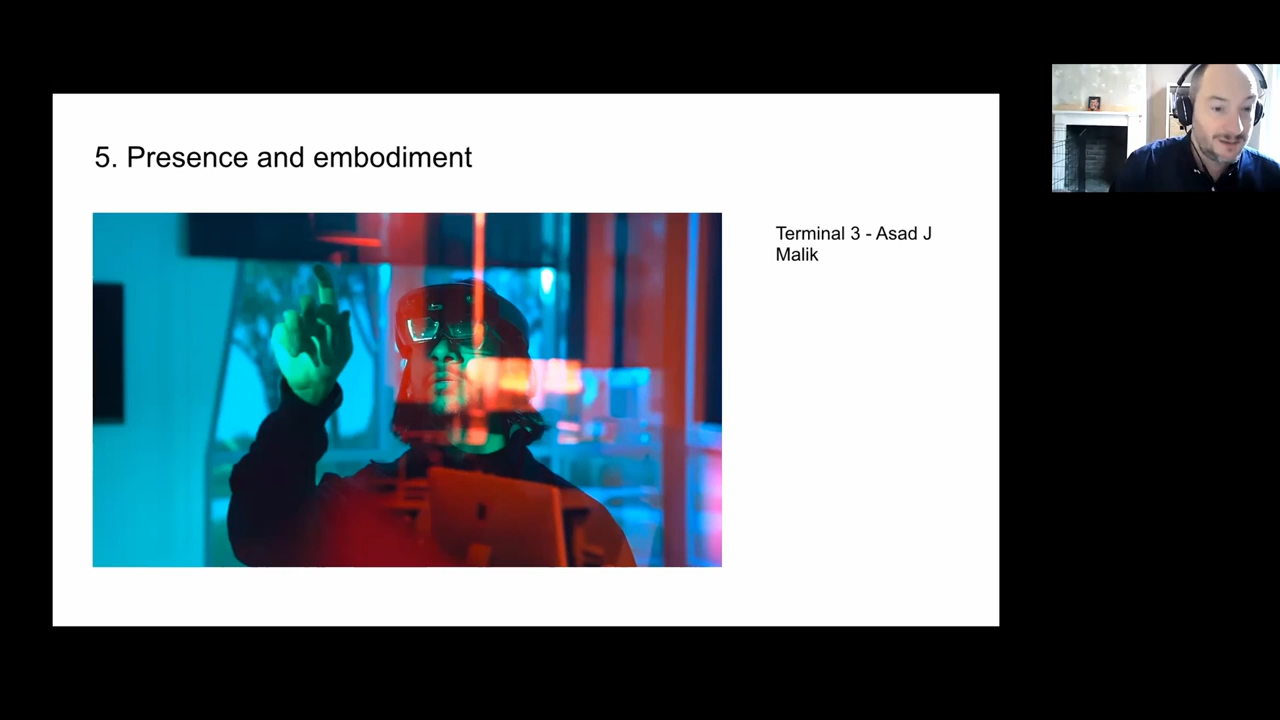 5. Presence and embodiment
Terminal 3 - Asad J
Malik